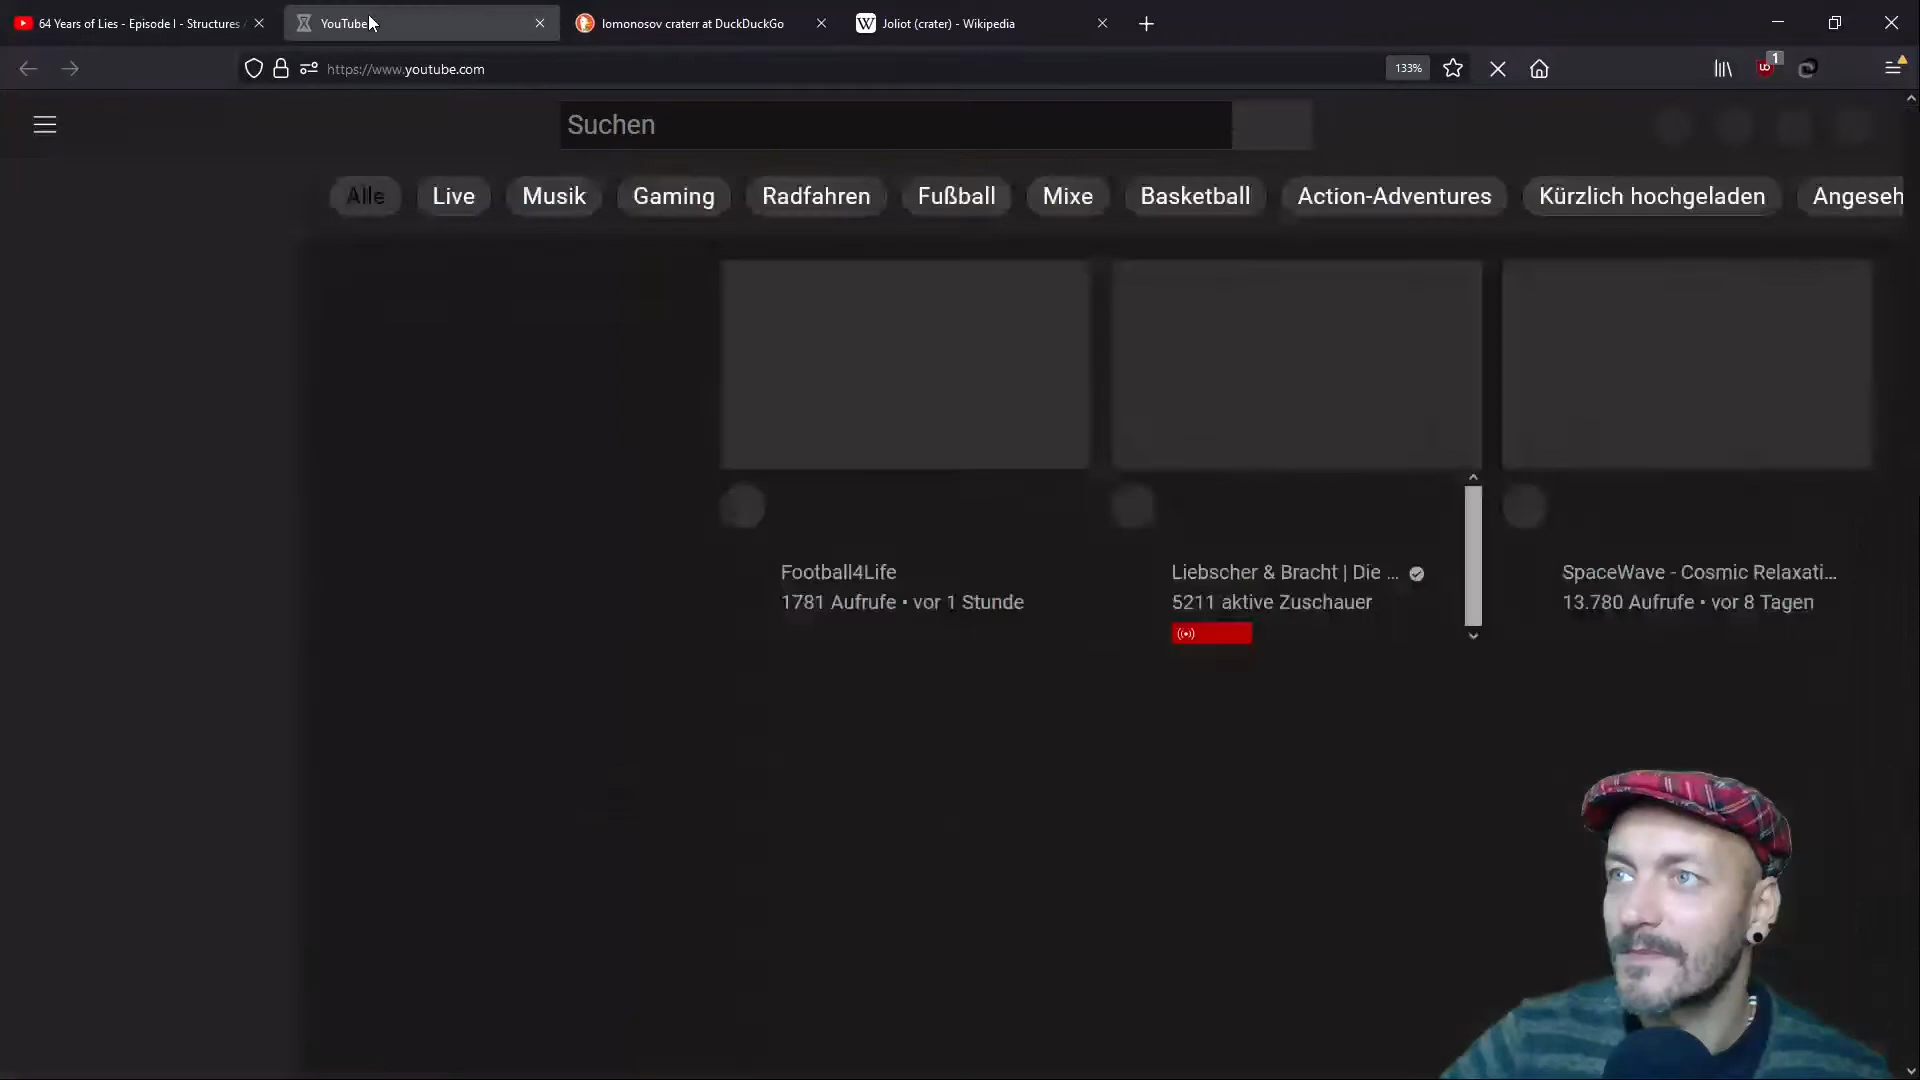 64 Years of Lies - Episode I - Structures
YouTube
lomonosov craterr at DuckDuckGo
Joliot (crater) - Wikipedia
https://www.youtube.com
133%
1
Suchen
Alle
Live
Musik
Gaming
Radfahren
Fußball
Mixe
Basketball
Action-Adventures
Kürzlich hochgeladen
Angeseh
Football4Life
1781 Aufrufe • vor 1 Stunde
Liebscher & Bracht | Die ...
5211 aktive Zuschauer
SpaceWave - Cosmic Relaxati...
13.780 Aufrufe • vor 8 Tagen